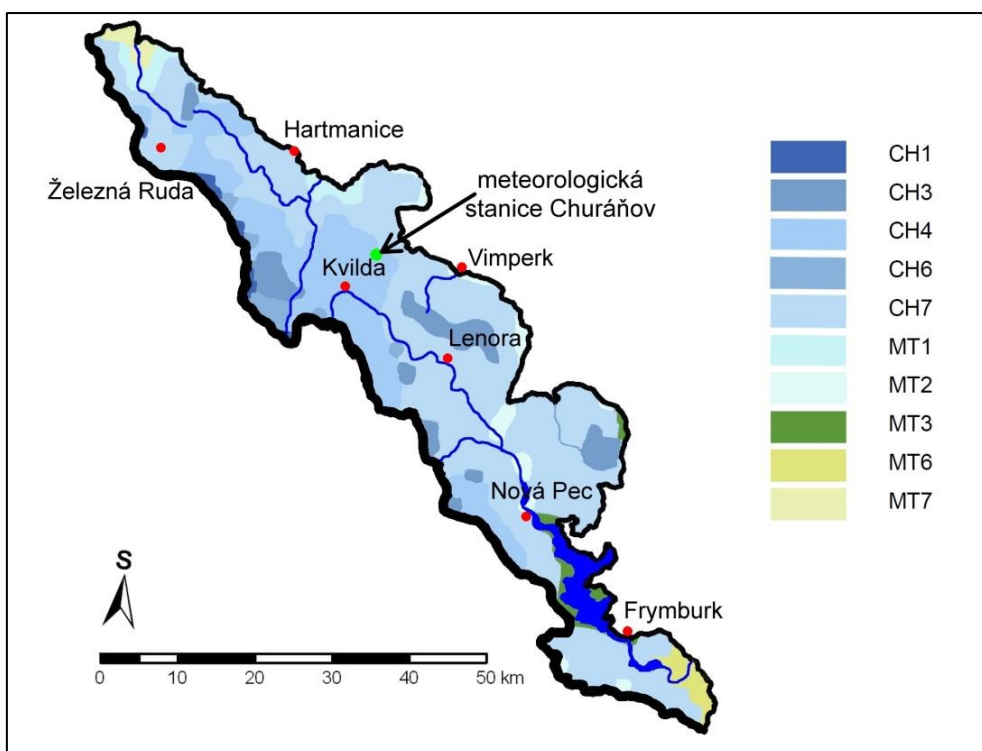 Hartmanice
Železná Ruda
meteorologická
stanice Churáňov
Kvilda
Vimperk
Lenora
Nová Pec
Frymburk
CH1
CH3
CH4
CH6
CH7
MT1
MT2
MT3
MT6
MT7
S
0 10 20 30 40 50 km